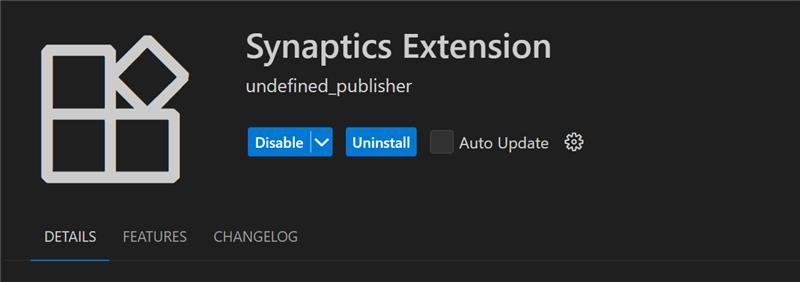 Synaptics Extension
undefined_publisher
Disable Uninstall Auto Update
DETAILS FEATURES CHANGELOG